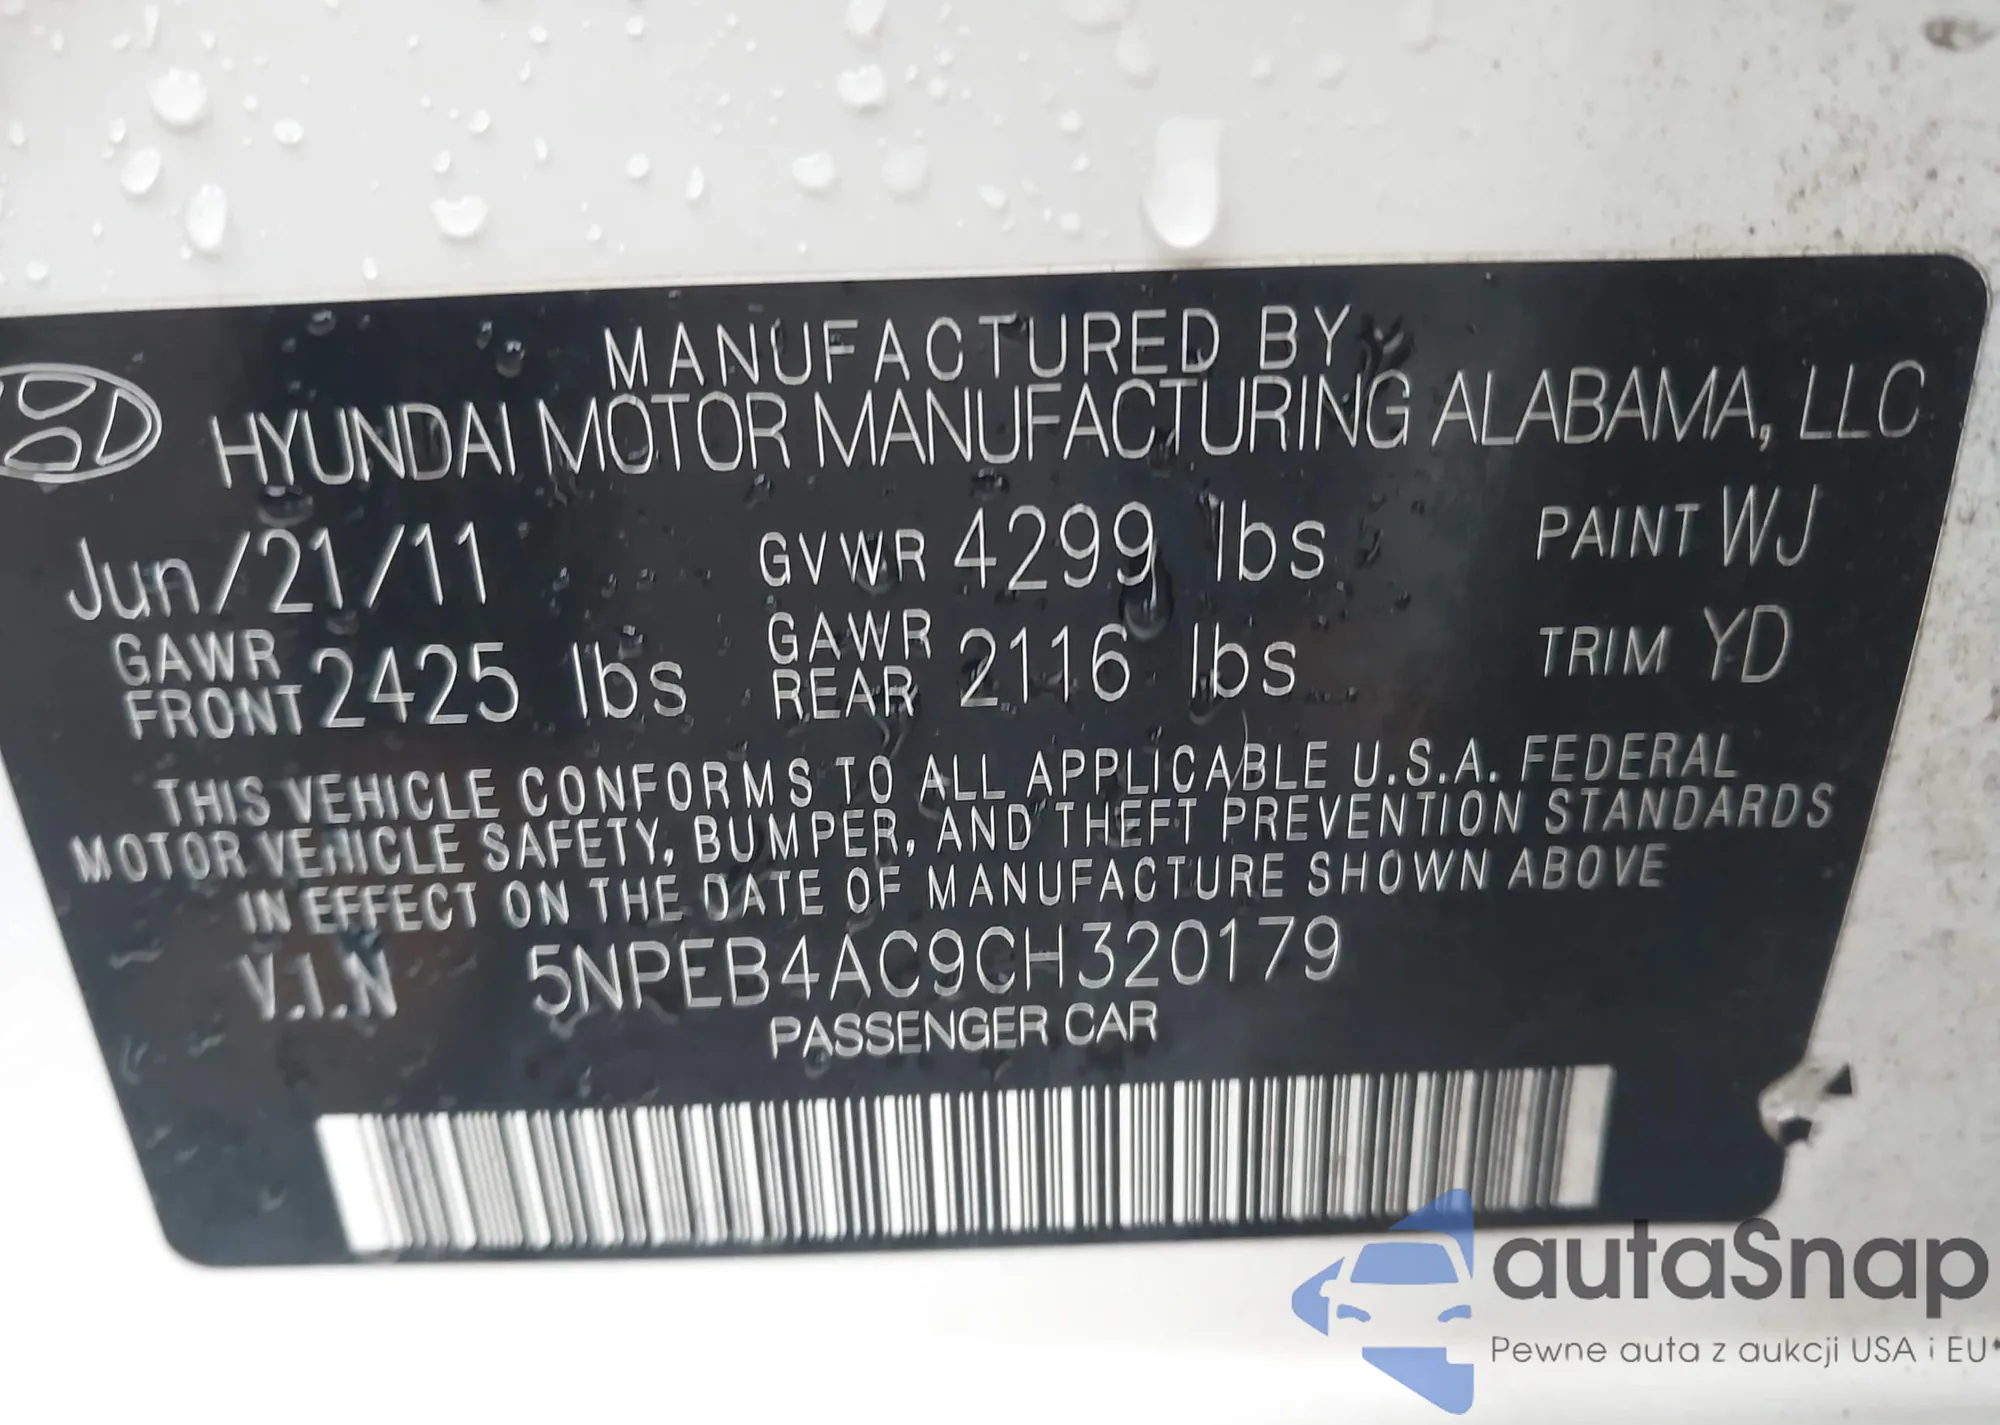 MANUFACTURED BY
HYUNDAI MOTOR MANUFACTURING ALABAMA, LLC
Jun/21/11 GVWR 4299 lbs PAINT WJ
GAWR FRONT 2425 lbs GAWR REAR 2116 lbs TRIM YD
THIS VEHICLE CONFORMS TO ALL APPLICABLE U.S.A. FEDERAL
MOTOR VEHICLE SAFETY, BUMPER, AND THEFT PREVENTION STANDARDS
IN EFFECT ON THE DATE OF MANUFACTURE SHOWN ABOVE
V.I.N 5NPEB4AC9CH320179
PASSENGER CAR
autaSnap
Pewne auta z aukcji USA i EU